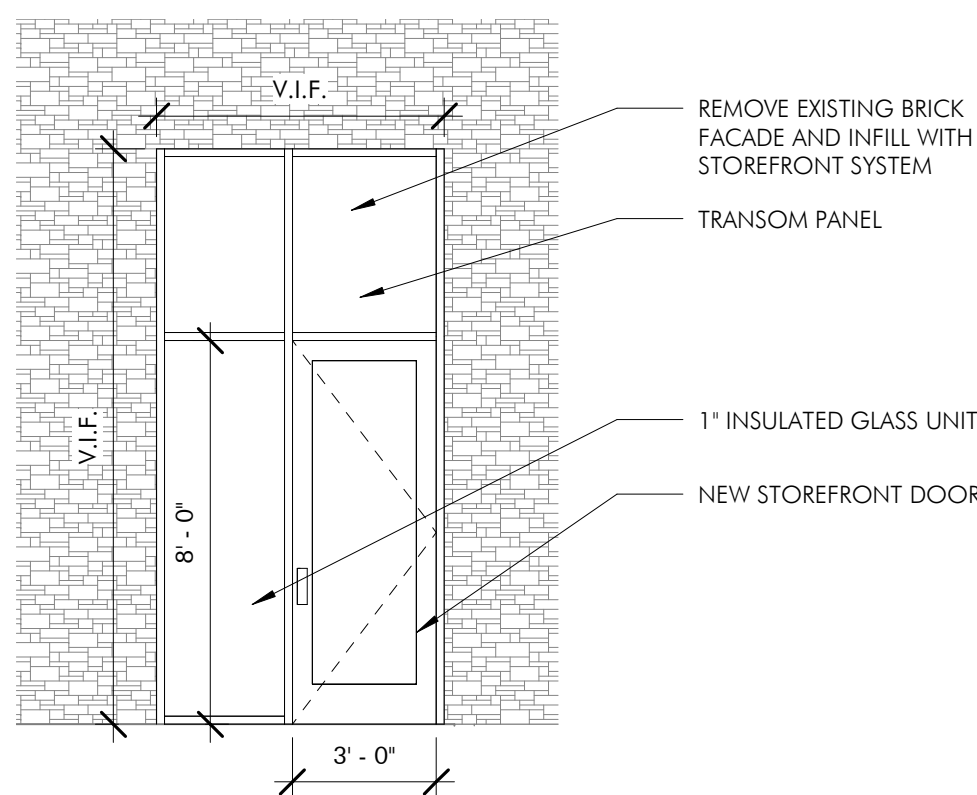 V.I.F.
REMOVE EXISTING BRICK
FACADE AND INFILL WITH
STOREFRONT SYSTEM
TRANSOM PANEL
V.I.F.
1" INSULATED GLASS UNIT
8' - 0"
NEW STOREFRONT DOOR
3' - 0"